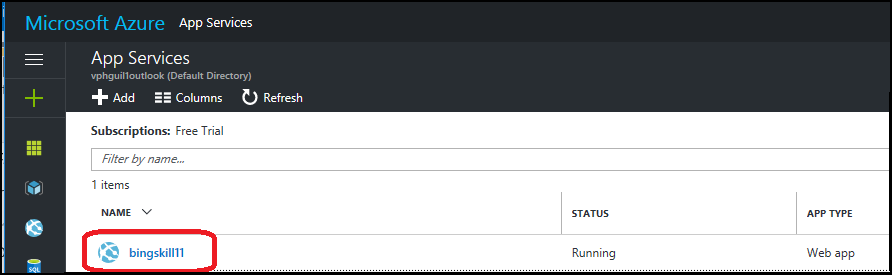 Microsoft Azure App Services
App Services
vphguil1outlook (Default Directory)
Add Columns Refresh
Subscriptions: Free Trial
Filter by name...
1 items
NAME STATUS APP TYPE
bingskill11 Running Web app
SQL